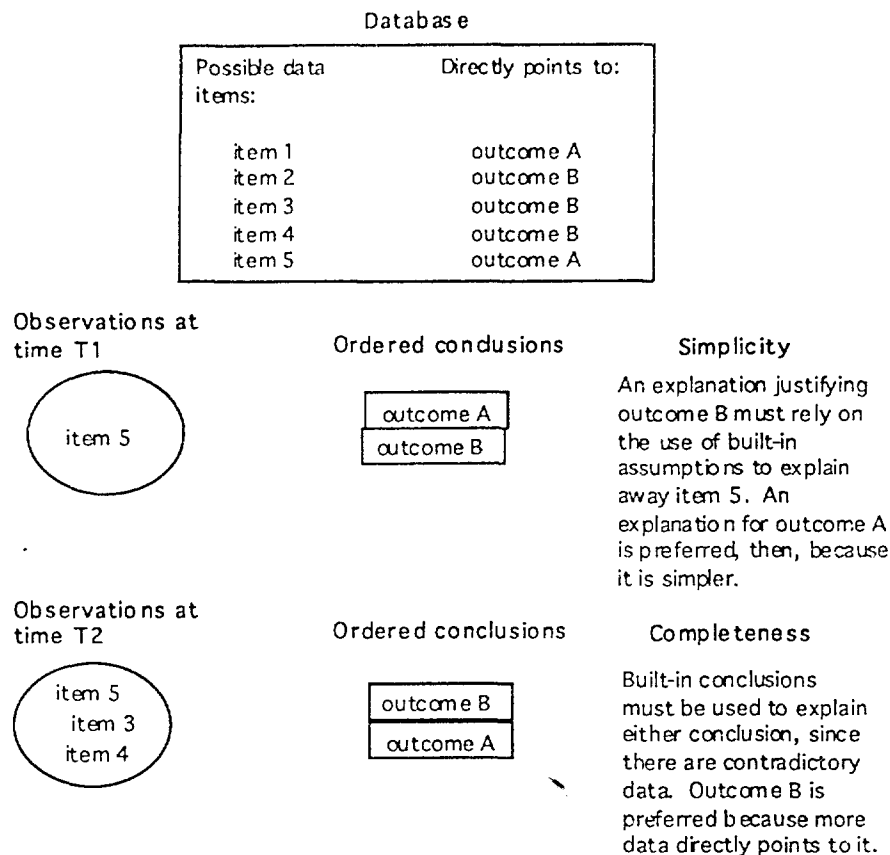 Database
Possible data Directly points to:
items:
item 1 outcome A
item 2 outcome B
item 3 outcome B
item 4 outcome B
item 5 outcome A
Observations at
time T1
item 5
Ordered conclusions
outcome A
outcome B
Simplicity
An explanation justifying
outcome B must rely on
the use of built-in
assumptions to explain
away item 5. An
explanation for outcome A
is preferred, then, because
it is simpler.
Observations at
time T2
item 5
item 3
item 4
Ordered conclusions
outcome B
outcome A
Completeness
Built-in conclusions
must be used to explain
either conclusion, since
there are contradictory
data. Outcome B is
preferred because more
data directly points to it.